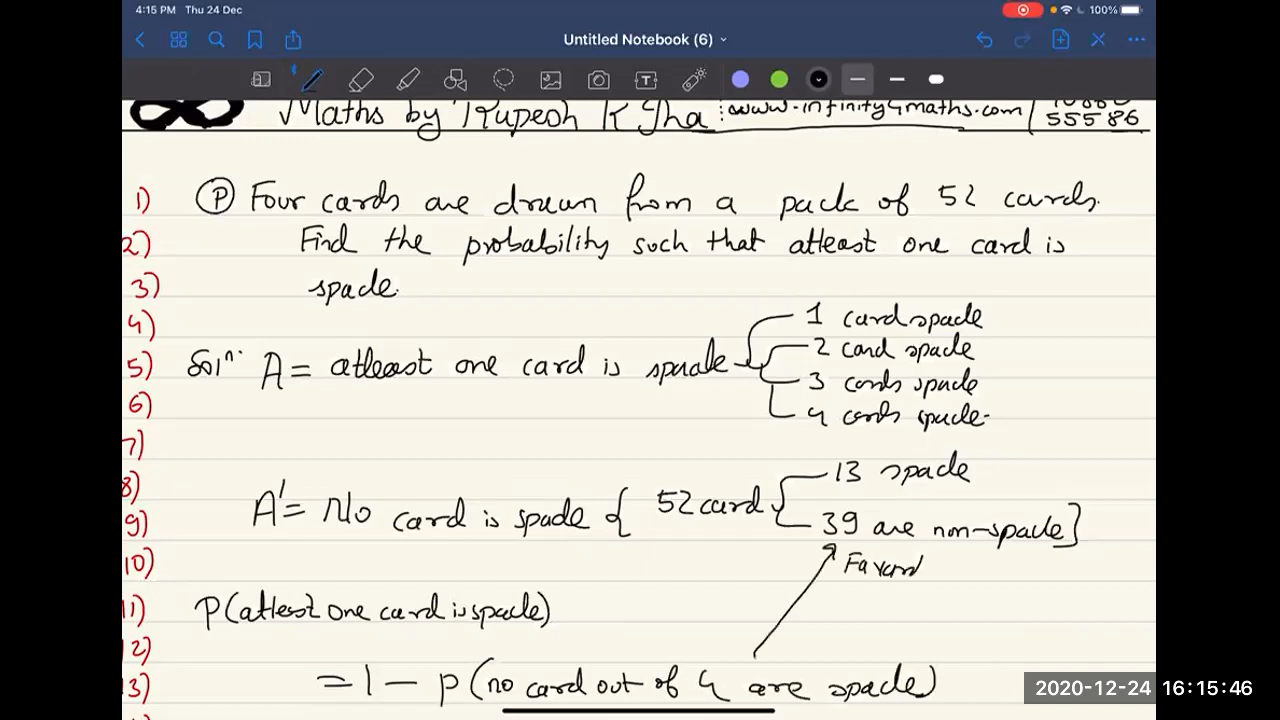 4:15 PM Thu 24 Dec
100%
Untitled Notebook (6)
Maths by Rupesh K Jha www.infinity4maths.com
55586
1) (P) Four cards are drawn from a pack of 52 cards.
2) Find the probability such that atleast one card is
3) spade.
4) 1 card spade
2 card spade
5) Soln. A = atleast one card is spade
3 cards spade
6) 4 cards spade
7)
8) 13 spade
9) A' = No card is spade { 52 card
39 are non-spade }
10) Favour
11) P(atleast one card is spade)
12)
13) = 1 - p(no card out of 4 are spade)
2020-12-24 16:15:46